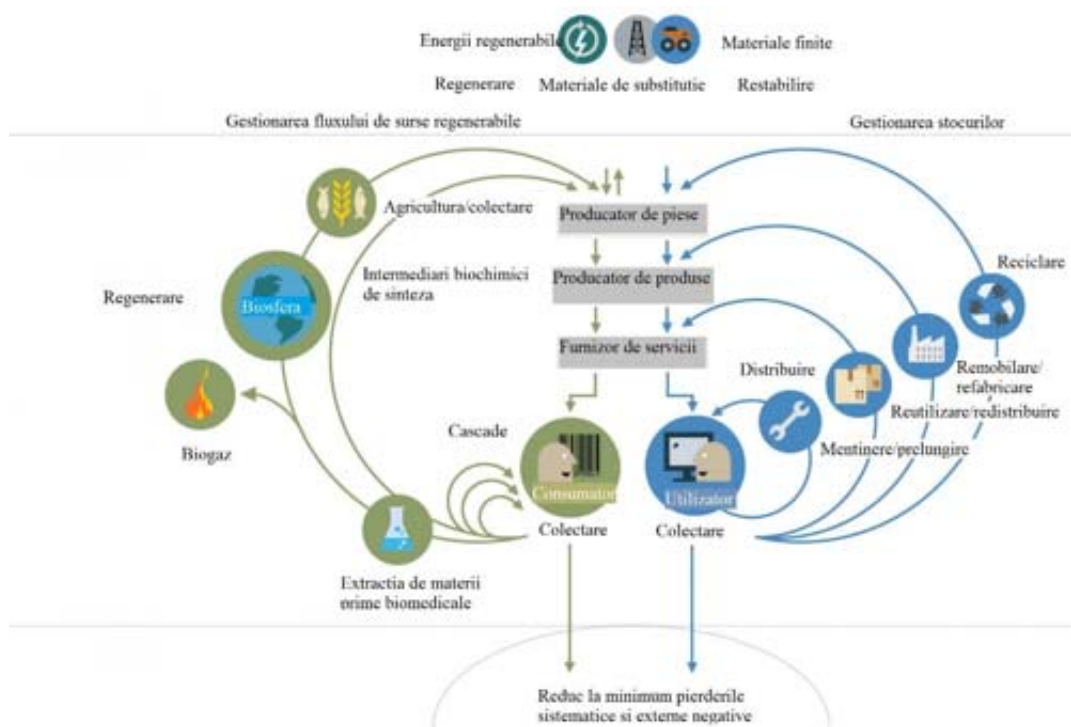 Energii regenerabile
Materiale finite
Regenerare
Materiale de substitutie
Restabilire
Gestionarea fluxului de surse regenerabile
Gestionarea stocurilor
Agricultura/colectare
Producator de piese
Intermediari biochimici
de sinteza
Producator de produse
Reciclare
Regenerare
Biosfera
Furnizor de servicii
Distribuire
Remobilare/
refabricare
Reutilizare/redistribuire
Cascade
Mentinere/prelungire
Biogaz
Consumator
Utilizator
Colectare
Colectare
Extractia de materii
prime biomedicale
Reduc la minimum pierderile
sistematice si externe negative